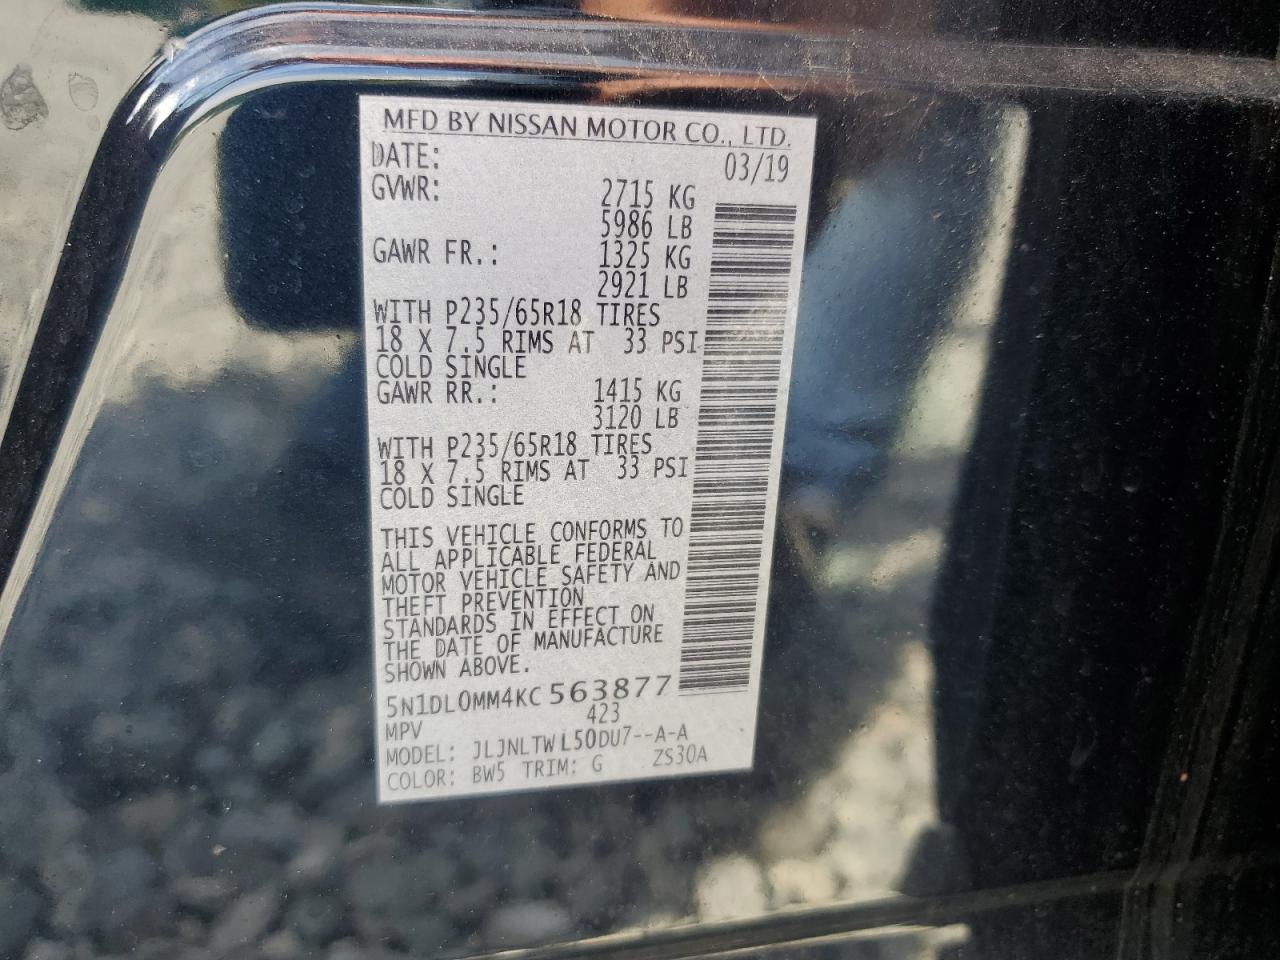 MFD BY NISSAN MOTOR CO., LTD.
DATE: 03/19
GVWR: 2715 KG
5986 LB
GAWR FR.: 1325 KG
2921 LB
WITH P235/65R18 TIRES
18 X 7.5 RIMS AT 33 PSI
COLD SINGLE
GAWR RR.: 1415 KG
3120 LB
WITH P235/65R18 TIRES
18 X 7.5 RIMS AT 33 PSI
COLD SINGLE
THIS VEHICLE CONFORMS TO
ALL APPLICABLE FEDERAL
MOTOR VEHICLE SAFETY AND
THEFT PREVENTION
STANDARDS IN EFFECT ON
THE DATE OF MANUFACTURE
SHOWN ABOVE.
5N1DL0MM4KC563877
MPV 423
MODEL: JLJNLTWL50DU7--A-A
COLOR: BW5 TRIM: G ZS30A